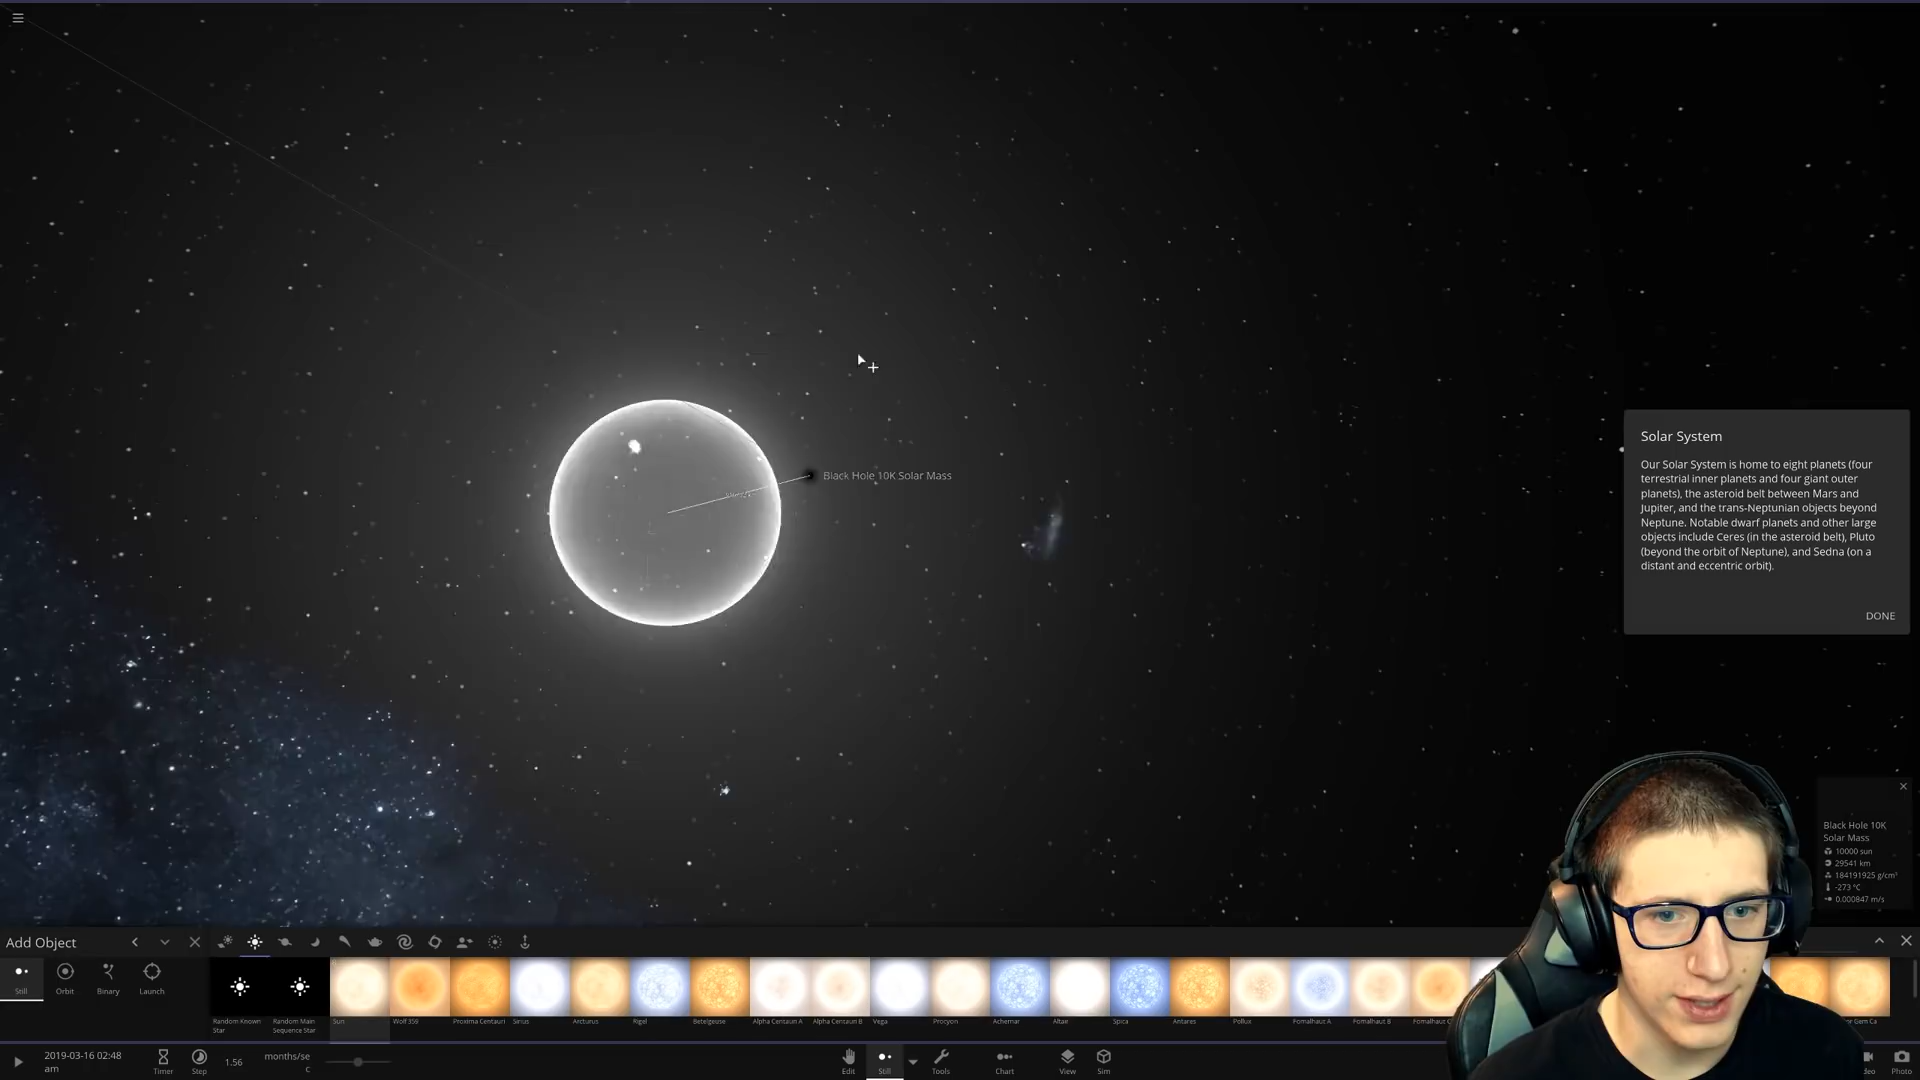 Black Hole 10K Solar Mass
Solar System
Our Solar System is home to eight planets (four
terrestrial inner planets and four giant outer
planets), the asteroid belt between Mars and
Jupiter, and the trans-Neptunian objects beyond
Neptune. Notable dwarf planets and other large
objects include Ceres (in the asteroid belt), Pluto
(beyond the orbit of Neptune), and Sedna (on a
distant and eccentric orbit).
DONE
Black Hole 10K
Solar Mass
10000 sun
29541 km
184191925 g/cm³
-273 °C
0.000847 m/s
Add Object
Still Orbit Binary Launch
Random Known
Star
Random Main
Sequence Star
Sun Wolf 359 Proxima Centauri Sirius Arcturus Rigel Betelgeuse Alpha Centauri A Alpha Centauri B Vega Procyon Achernar Altair Spica Antares Pollux Fomalhaut A Fomalhaut B Fomalhaut C
2019-03-16 02:48
am
Timer Step 1.56
months/se
c
Edit Still Tools Chart View Sim Photo